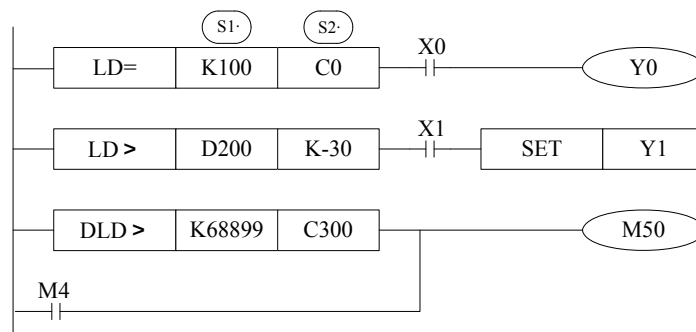 S1· S2·
LD= K100 C0 X0 Y0
LD > D200 K-30 X1 SET Y1
DLD > K68899 C300 M50
M4